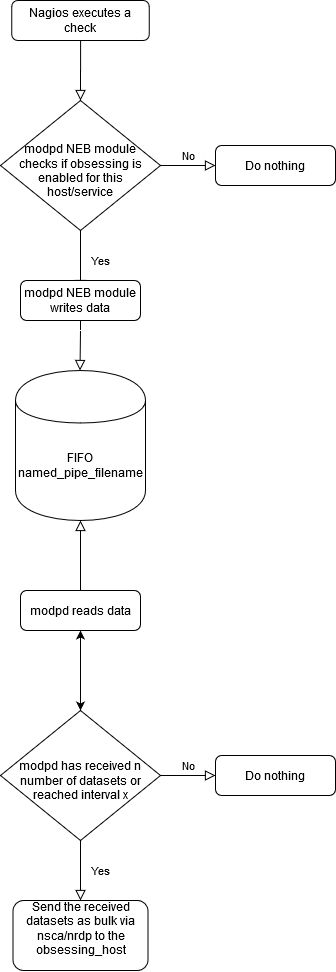 Nagios executes a
check
modpd NEB module
checks if obsessing is
enabled for this
host/service
No
Do nothing
Yes
modpd NEB module
writes data
FIFO
named_pipe_filename
modpd reads data
modpd has received n
number of datasets or
reached interval x
No
Do nothing
Yes
Send the received
datasets as bulk via
nsca/nrdp to the
obsessing_host